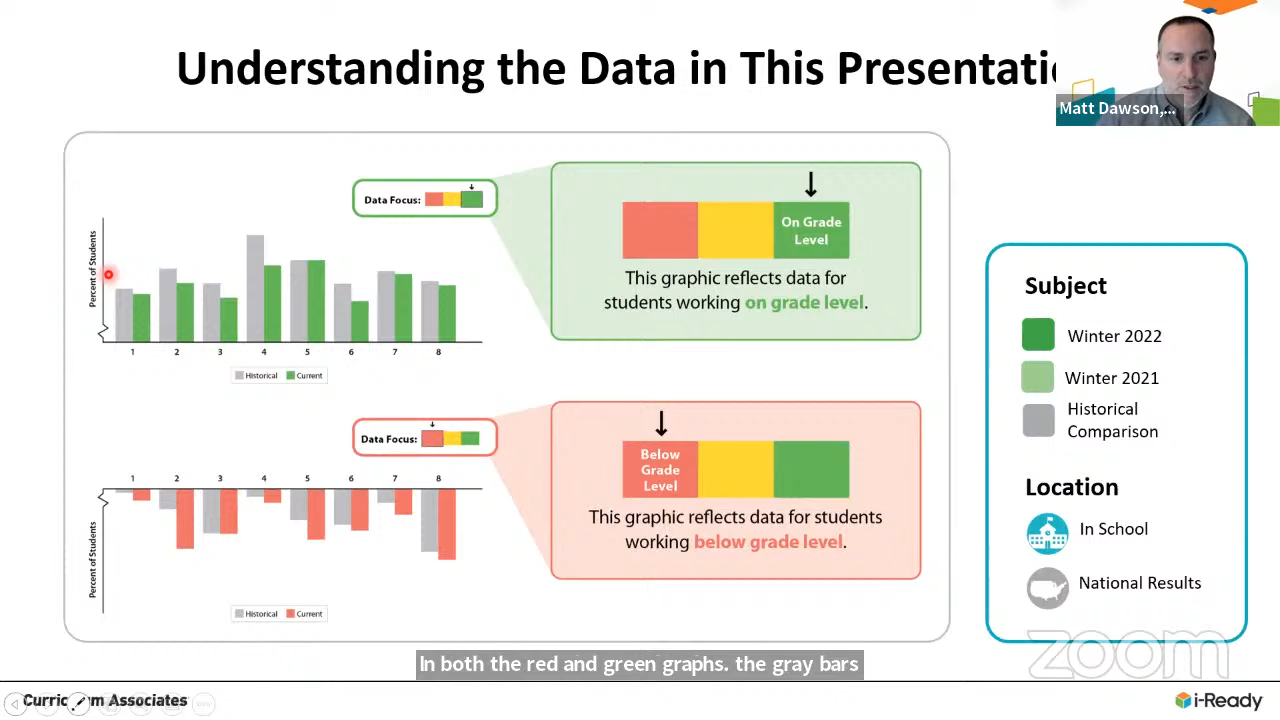 Understanding the Data in This Presentatio
Matt Dawson,...
Data Focus:
Percent of Students
1 2 3 4 5 6 7 8
Historical Current
On Grade
Level
This graphic reflects data for
students working on grade level.
Data Focus:
1 2 3 4 5 6 7 8
Percent of Students
Historical Current
Below
Grade
Level
This graphic reflects data for students
working below grade level.
Subject
Winter 2022
Winter 2021
Historical
Comparison
Location
In School
National Results
zoom
In both the red and green graphs. the gray bars
Curriculum Associates
i-Ready